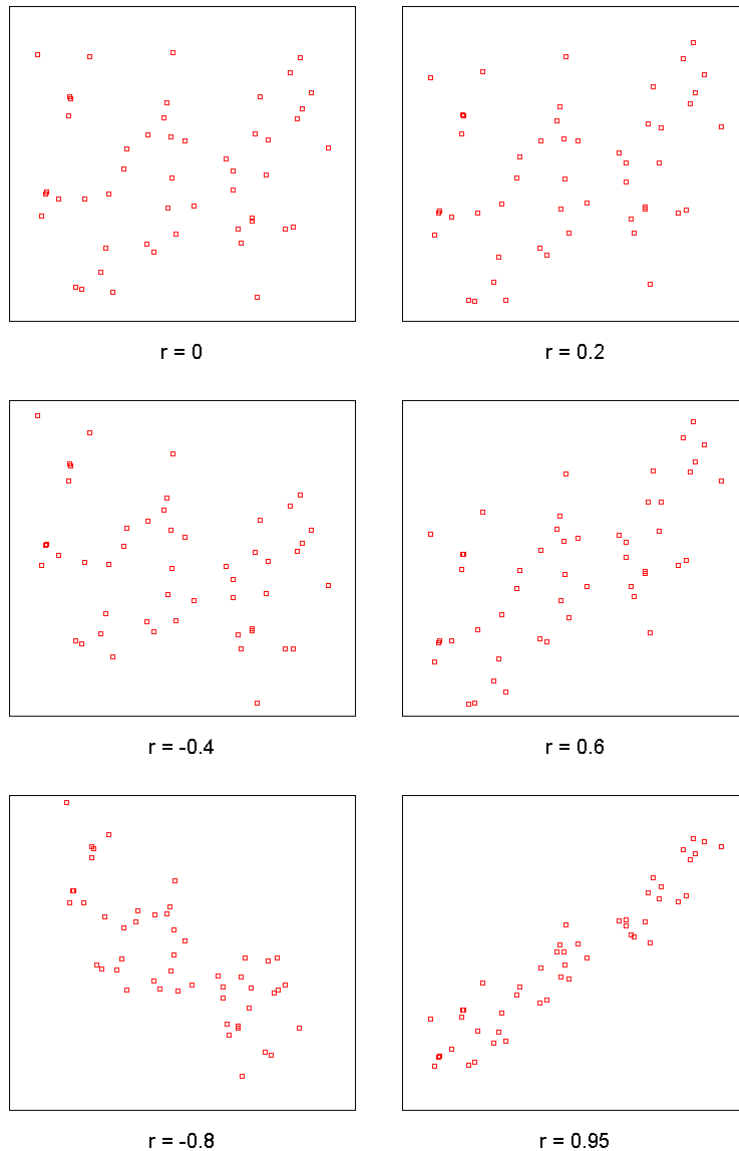 r = 0
r = 0.2
r = -0.4
r = 0.6
r = -0.8
r = 0.95